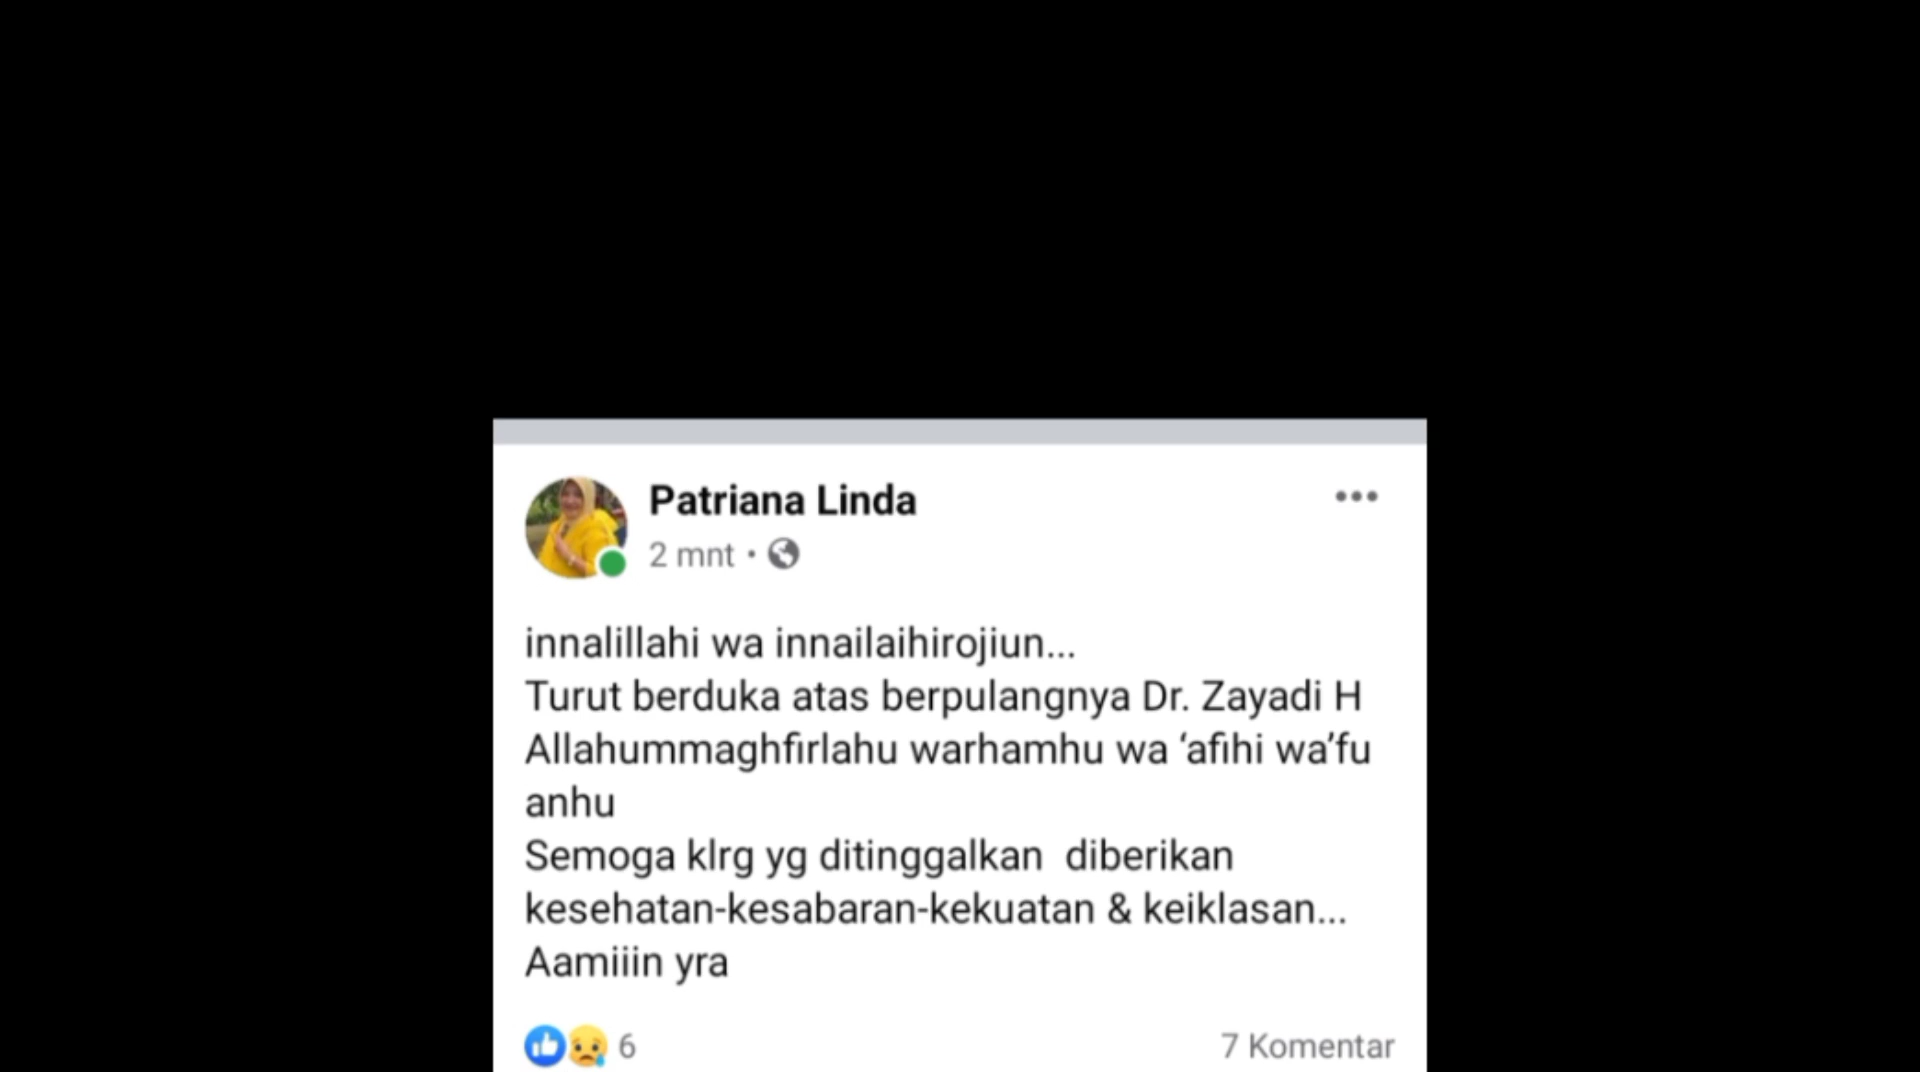 Patriana Linda
2 mnt •
innalillahi wa innailaihirojiun...
Turut berduka atas berpulangnya Dr. Zayadi H
Allahummaghfirlahu warhamhu wa ‘afihi wa’fu
anhu
Semoga klrg yg ditinggalkan  diberikan
kesehatan-kesabaran-kekuatan & keiklasan...
Aamiiin yra
6
7 Komentar